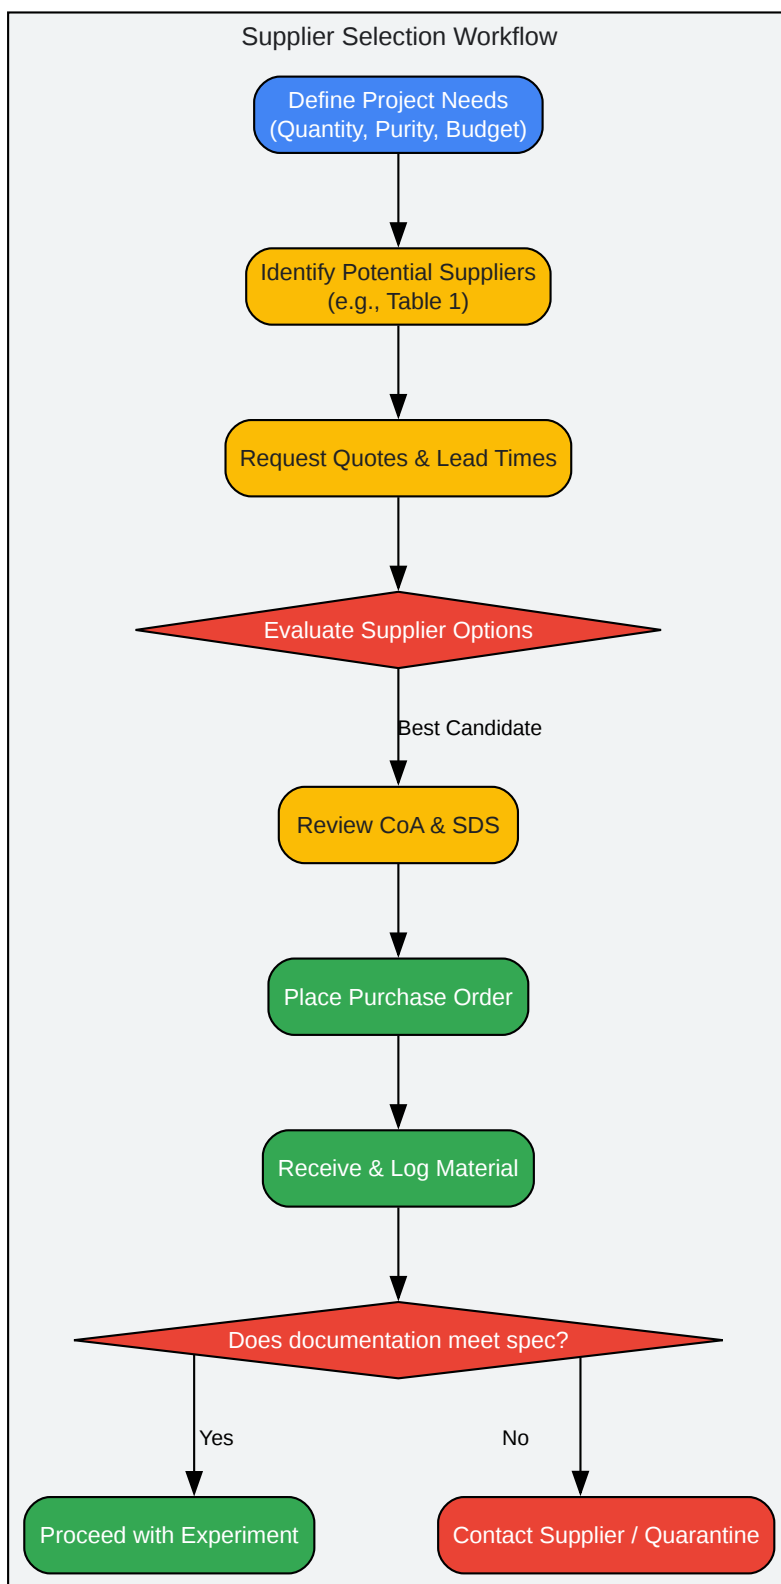 Supplier Selection Workflow
Define Project Needs
(Quantity, Purity, Budget)
Identify Potential Suppliers
(e.g., Table 1)
Request Quotes & Lead Times
Evaluate Supplier Options
Best Candidate
Review CoA & SDS
Place Purchase Order
Receive & Log Material
Does documentation meet spec?
Yes
No
Proceed with Experiment
Contact Supplier / Quarantine